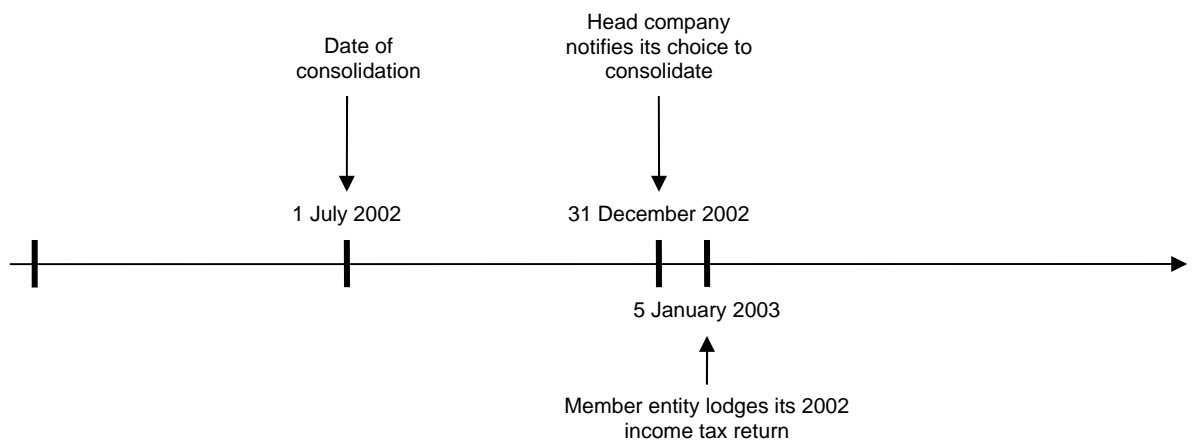 Date of
consolidation
Head company
notifies its choice to
consolidate
1 July 2002
31 December 2002
5 January 2003
Member entity lodges its 2002
income tax return